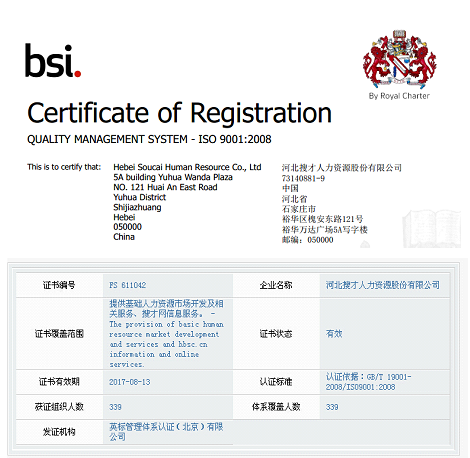 bsi.
By Royal Charter
Certificate of Registration
QUALITY MANAGEMENT SYSTEM - ISO 9001:2008
This is to certify that:
Hebei Soucai Human Resource Co., Ltd
5A building Yuhua Wanda Plaza
NO. 121 Huai An East Road
Yuhua District
Shijiazhuang
Hebei
050000
China
河北搜才人力资源股份有限公司
73140881-9
中国
河北省
石家庄市
裕华区槐安东路121号
裕华万达广场5A写字楼
邮编：050000
证书编号
FS 611042
企业名称
河北搜才人力资源股份有限公司
证书覆盖范围
提供基础人力资源市场开发及相
关服务、搜才网信息服务。 -
The provision of basic human
resource market development
and services and hbsc.cn
information and online
services.
证书状态
有效
证书有效期
2017-08-13
认证标准
认证依据：GB/T 19001-
2008/ISO9001:2008
获证组织人数
339
体系覆盖人数
339
发证机构
英标管理体系认证（北京）有限
公司